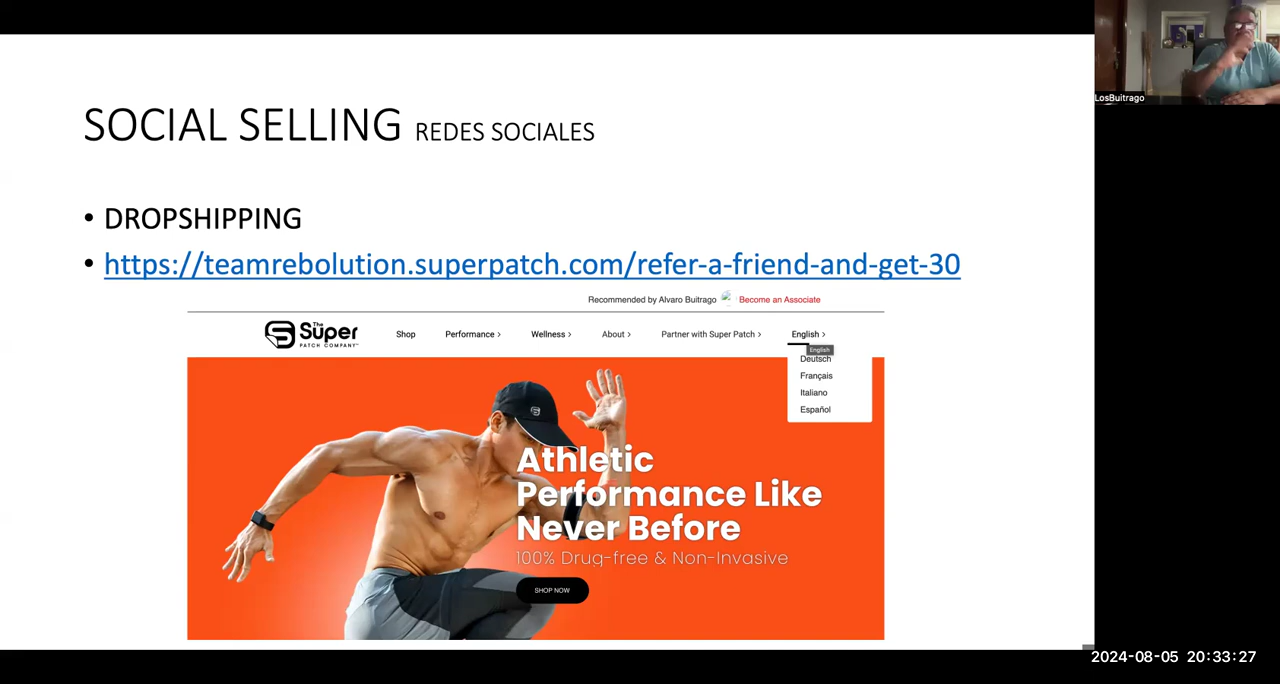 LosBuitrago
SOCIAL SELLING REDES SOCIALES
• DROPSHIPPING
• https://teamrebolution.superpatch.com/refer-a-friend-and-get-30
Recommended by Alvaro Buitrago Become an Associate
The Super PATCH COMPANY™
Shop Performance > Wellness > About > Partner with Super Patch > English >
English
Deutsch
Français
Italiano
Español
Athletic
Performance Like
Never Before
100% Drug-free & Non-Invasive
SHOP NOW
2024-08-05 20:33:27